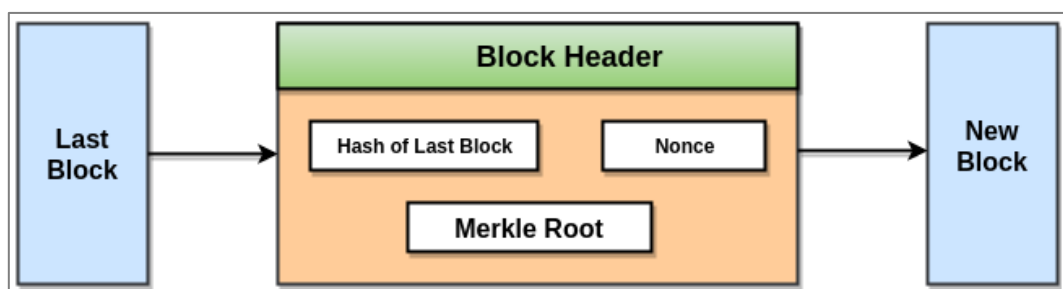 Last
Block
Block Header
Hash of Last Block
Nonce
Merkle Root
New
Block